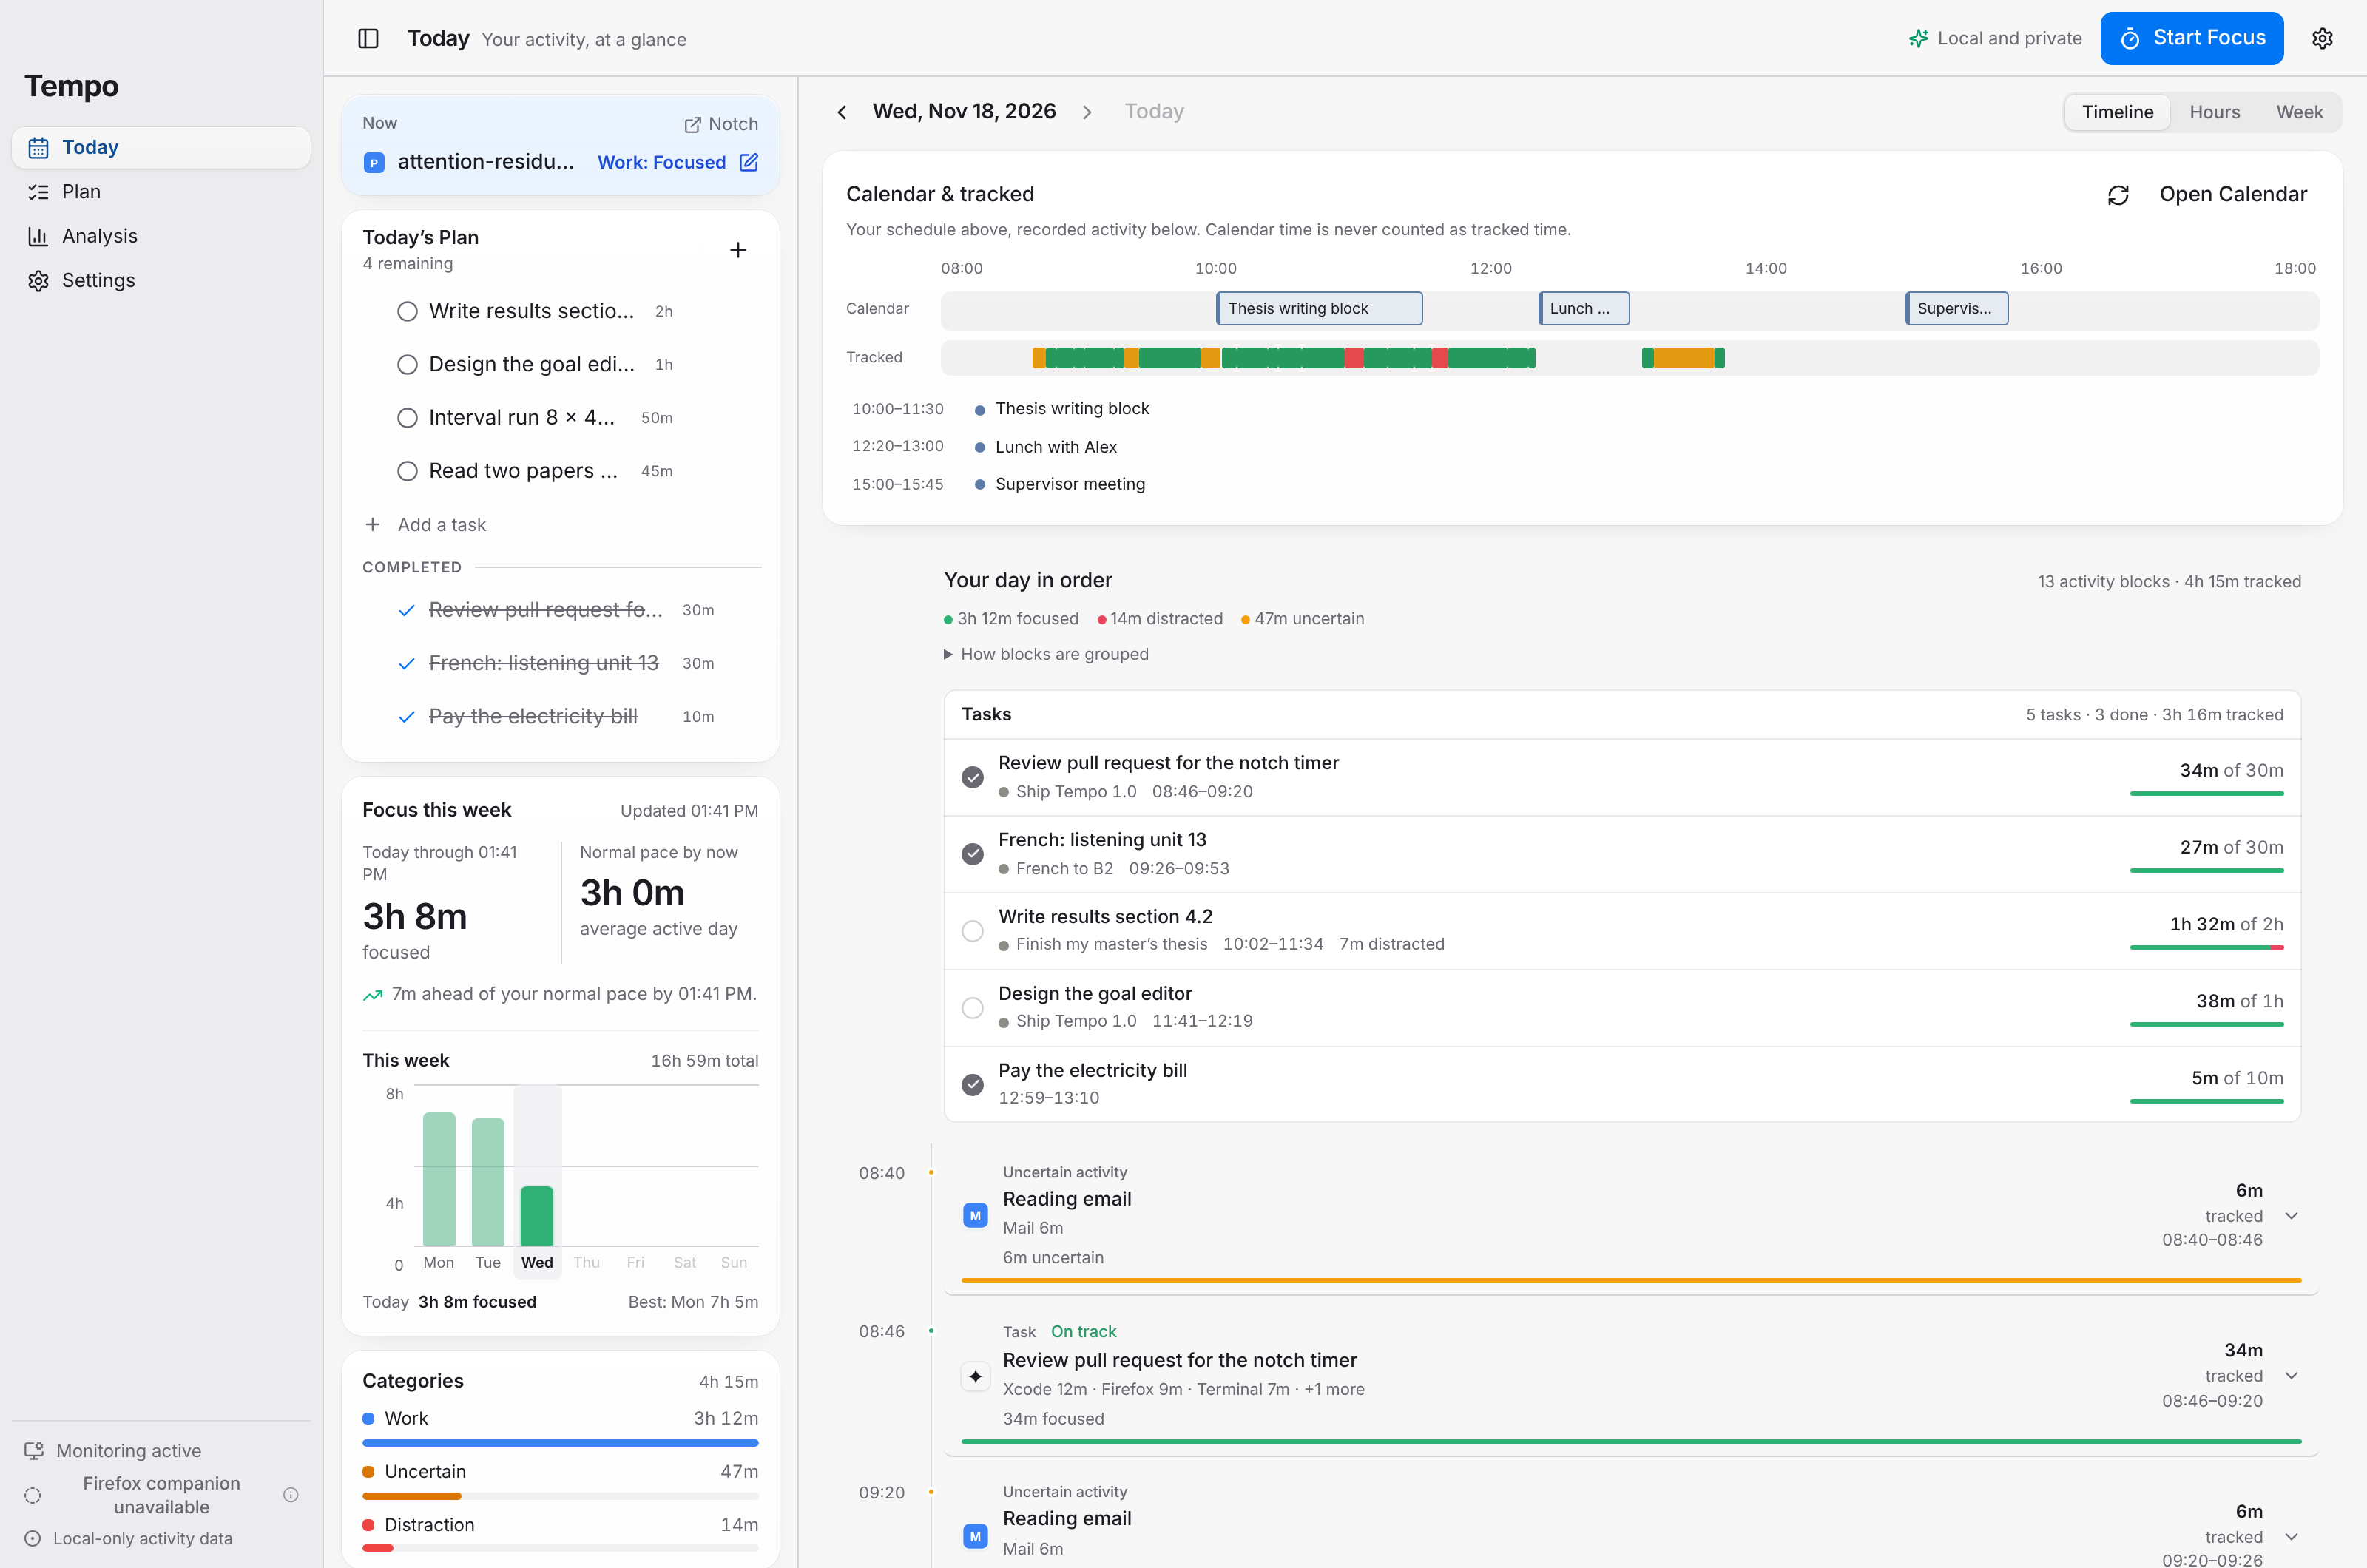 Tempo
Today
Plan
Analysis
Settings
Monitoring active
Firefox companion
unavailable
Local-only activity data
Today Your activity, at a glance
Local and private
Start Focus
Now
Notch
P
attention-residu...
Work: Focused
Today's Plan
4 remaining
Write results sectio... 2h
Design the goal edi... 1h
Interval run 8 × 4... 50m
Read two papers ... 45m
Add a task
COMPLETED
Review pull request fo... 30m
French: listening unit 13 30m
Pay the electricity bill 10m
Focus this week Updated 01:41 PM
Today through 01:41
PM
3h 8m
focused
Normal pace by now
3h 0m
average active day
7m ahead of your normal pace by 01:41 PM.
This week 16h 59m total
8h
4h
0
Mon Tue Wed Thu Fri Sat Sun
Today 3h 8m focused Best: Mon 7h 5m
Categories 4h 15m
Work 3h 12m
Uncertain 47m
Distraction 14m
Wed, Nov 18, 2026
Today
Timeline Hours Week
Calendar & tracked
Open Calendar
Your schedule above, recorded activity below. Calendar time is never counted as tracked time.
08:00 10:00 12:00 14:00 16:00 18:00
Calendar
Thesis writing block
Lunch ...
Supervis...
Tracked
10:00–11:30 Thesis writing block
12:20–13:00 Lunch with Alex
15:00–15:45 Supervisor meeting
Your day in order
13 activity blocks · 4h 15m tracked
3h 12m focused 14m distracted 47m uncertain
How blocks are grouped
Tasks 5 tasks · 3 done · 3h 16m tracked
Review pull request for the notch timer
Ship Tempo 1.0 08:46–09:20
34m of 30m
French: listening unit 13
French to B2 09:26–09:53
27m of 30m
Write results section 4.2
Finish my master's thesis 10:02–11:34 7m distracted
1h 32m of 2h
Design the goal editor
Ship Tempo 1.0 11:41–12:19
38m of 1h
Pay the electricity bill
12:59–13:10
5m of 10m
08:40
Uncertain activity
M
Reading email
Mail 6m
6m uncertain
6m
tracked
08:40–08:46
08:46
Task On track
Review pull request for the notch timer
Xcode 12m · Firefox 9m · Terminal 7m · +1 more
34m focused
34m
tracked
08:46–09:20
09:20
Uncertain activity
M
Reading email
Mail 6m
6m
tracked
09:20–09:26